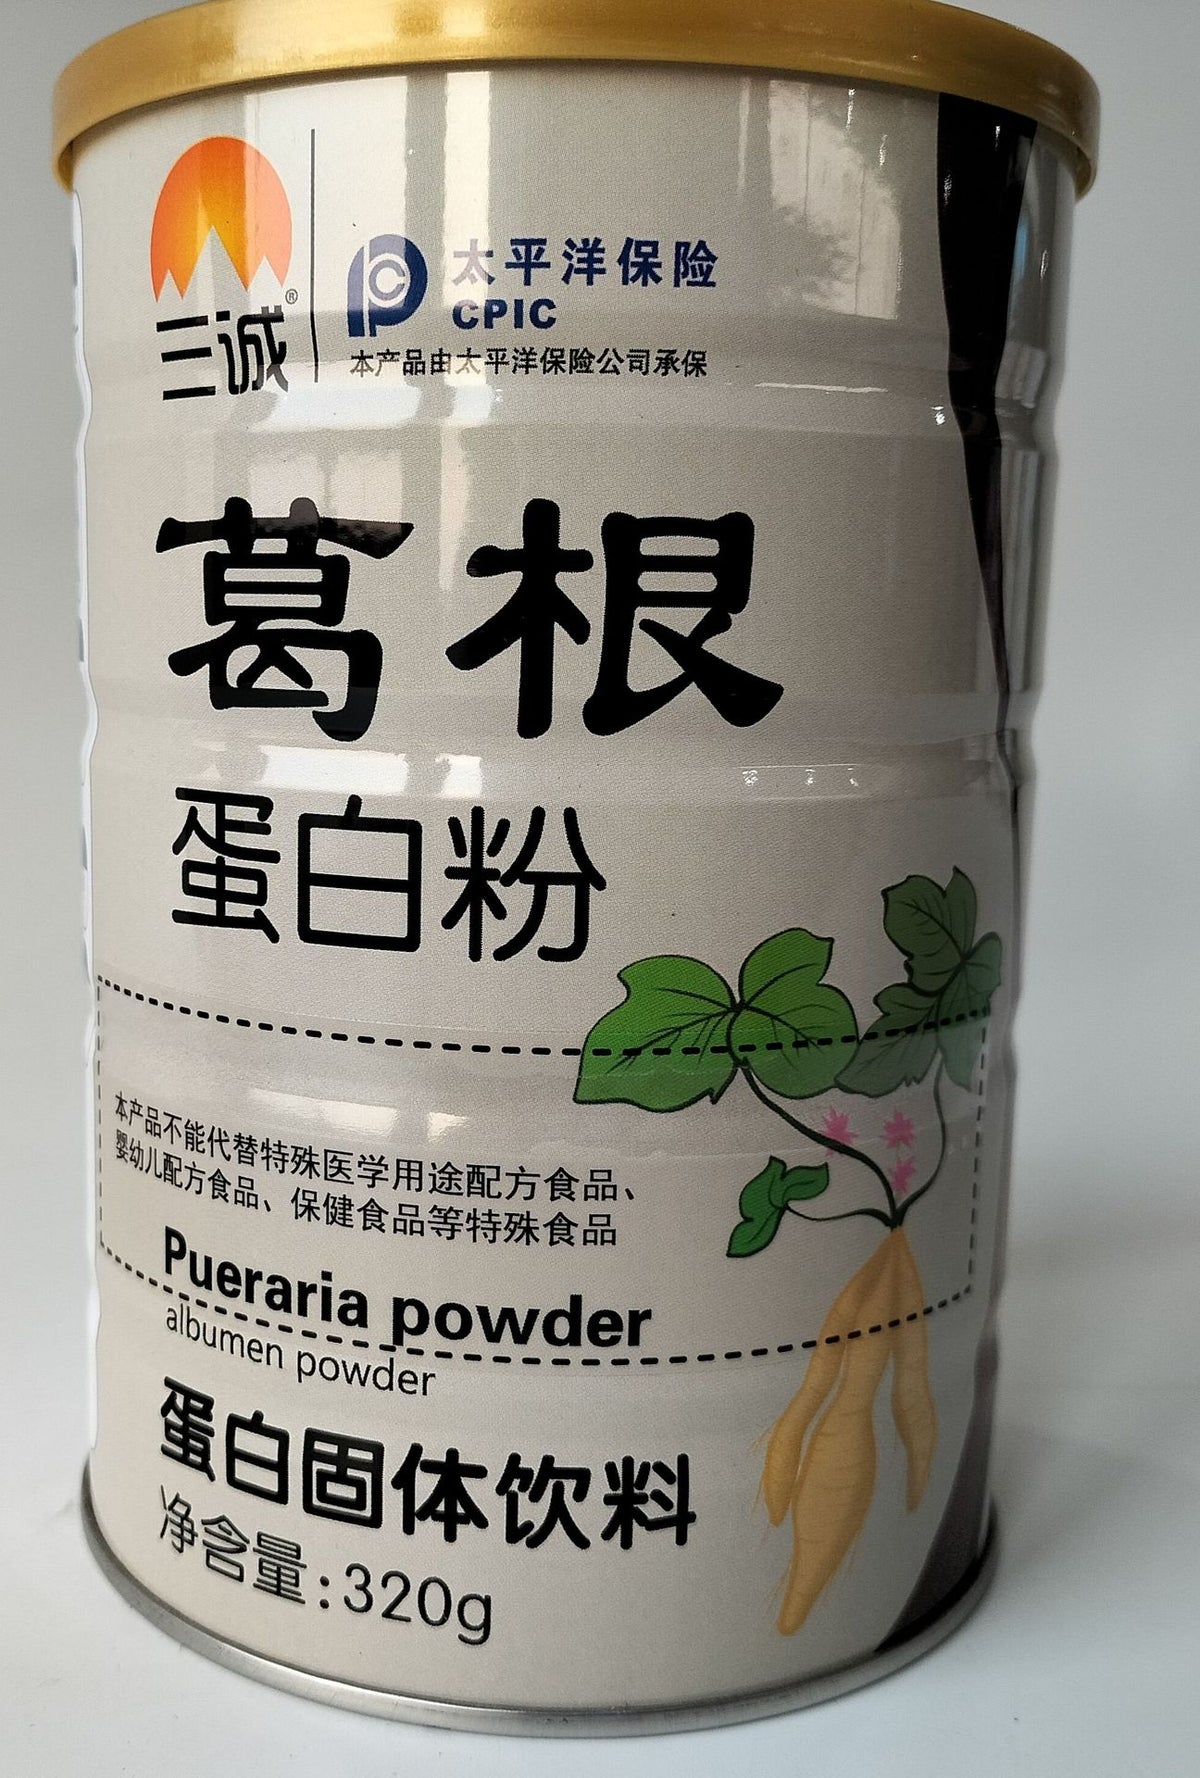 三诚®
太平洋保险
CPIC
本产品由太平洋保险公司承保
葛根
蛋白粉
本产品不能代替特殊医学用途配方食品、
婴幼儿配方食品、保健食品等特殊食品
Pueraria powder
albumen powder
蛋白固体饮料
净含量:320g